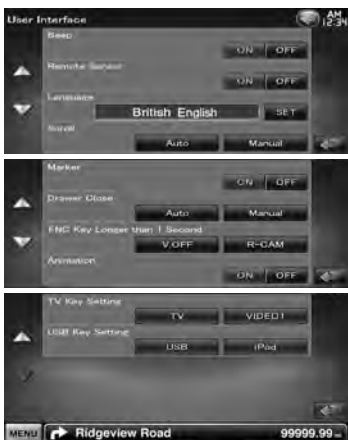 User Interface
AM
12:34
Beep
ON OFF
Remote Sensor
ON OFF
Language
British English SET
Scroll
Auto Manual
Marker
ON OFF
Drawer Close
Auto Manual
FNC Key Longer than 1 Second
V.OFF R-CAM
Animation
ON OFF
TV Key Setting
TV VIDEO1
USB Key Setting
USB iPod
MENU Ridgeview Road 99999.99